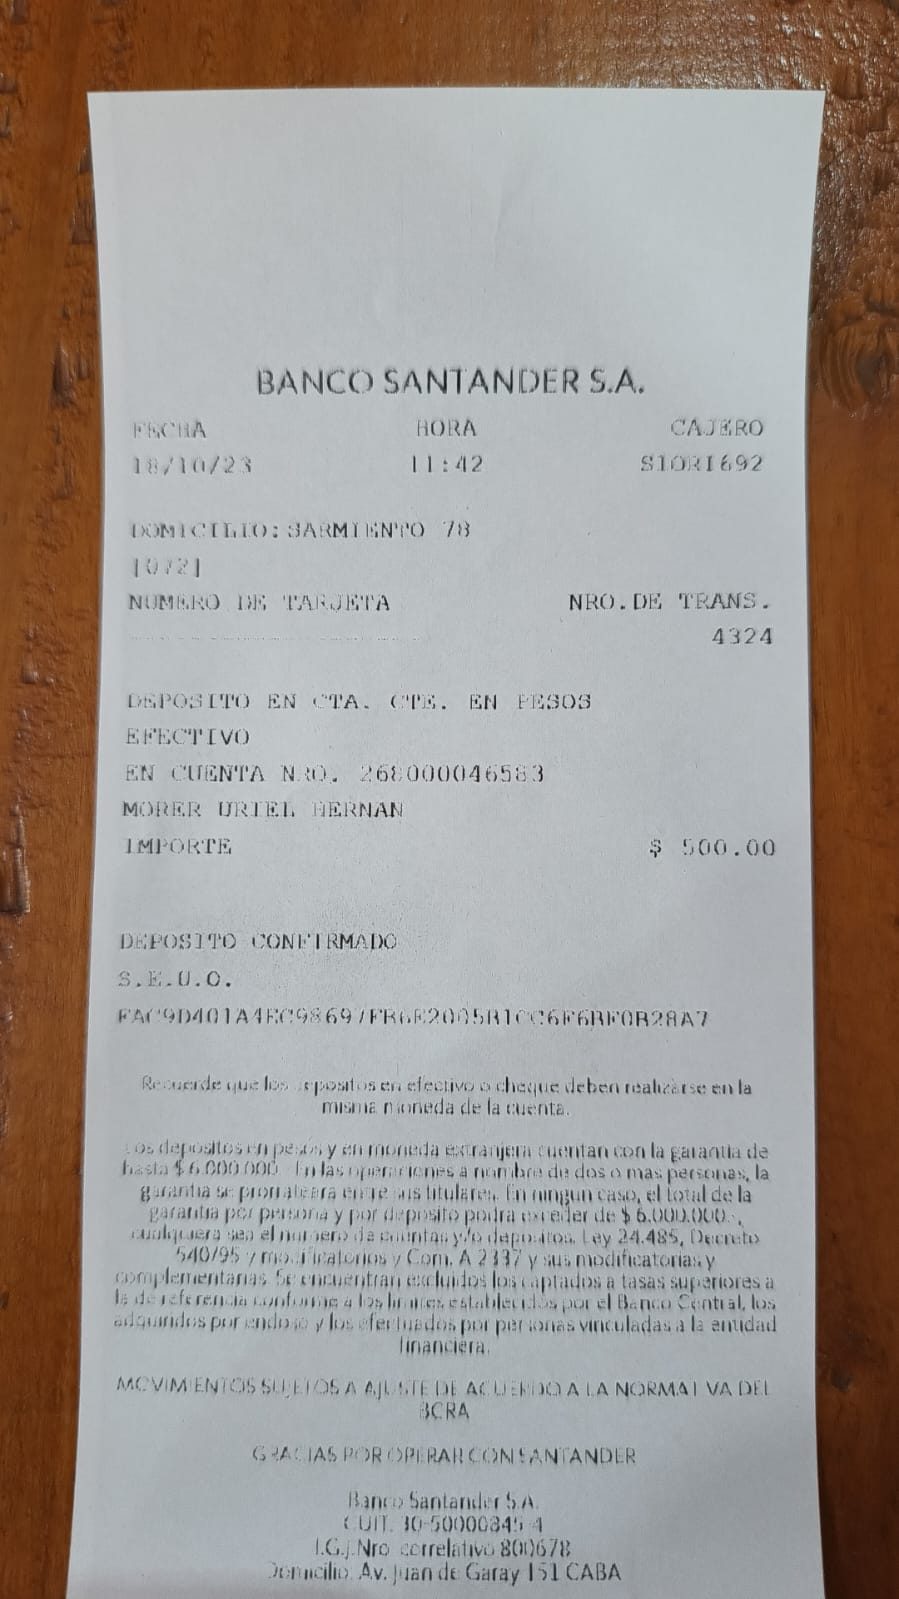 BANCO SANTANDER S.A.
FECHA HORA CAJERO
18/10/23 11:42 S1ORI692
DOMICILIO: SARMIENTO 78
[072]
NUMERO DE TARJETA NRO.DE TRANS.
4324
DEPOSITO EN CTA. CTE. EN PESOS
EFECTIVO
EN CUENTA NRO. 268000046583
MORER URIEL HERNAN
IMPORTE $ 500.00
DEPOSITO CONFIRMADO
S.E.U.O.
Recuerde que los depositos en efectivo o cheque deben realizarse en la
misma moneda de la cuenta.
Los depositos en pesos y en moneda extranjera cuentan con la garantia de
hasta $ 6.000.000. En las operaciones a nombre de dos o mas personas, la
garantia se prorrateara entre sus titulares. En ningun caso, el total de la
garantia por persona y por deposito podra exceder de $ 6.000.000.-,
cualquiera sea el numero de cuentas y/o depositos. Ley 24.485, Decreto
540/95 y modificatorios y Com. A 2337 y sus modificatorias y
complementarias. Se encuentran excluidos los captados a tasas superiores a
la de referencia conforme a los limites establecidos por el Banco Central, los
adquiridos por endoso y los efectuados por personas vinculadas a la entidad
financiera.
MOVIMIENTOS SUJETOS A AJUSTE DE ACUERDO A LA NORMATIVA DEL
BCRA
GRACIAS POR OPERAR CON SANTANDER
Banco Santander S.A.
CUIT. 30-50000845-4
I.G.J.Nro correlativo 800678
Domicilio: Av. Juan de Garay 151 CABA